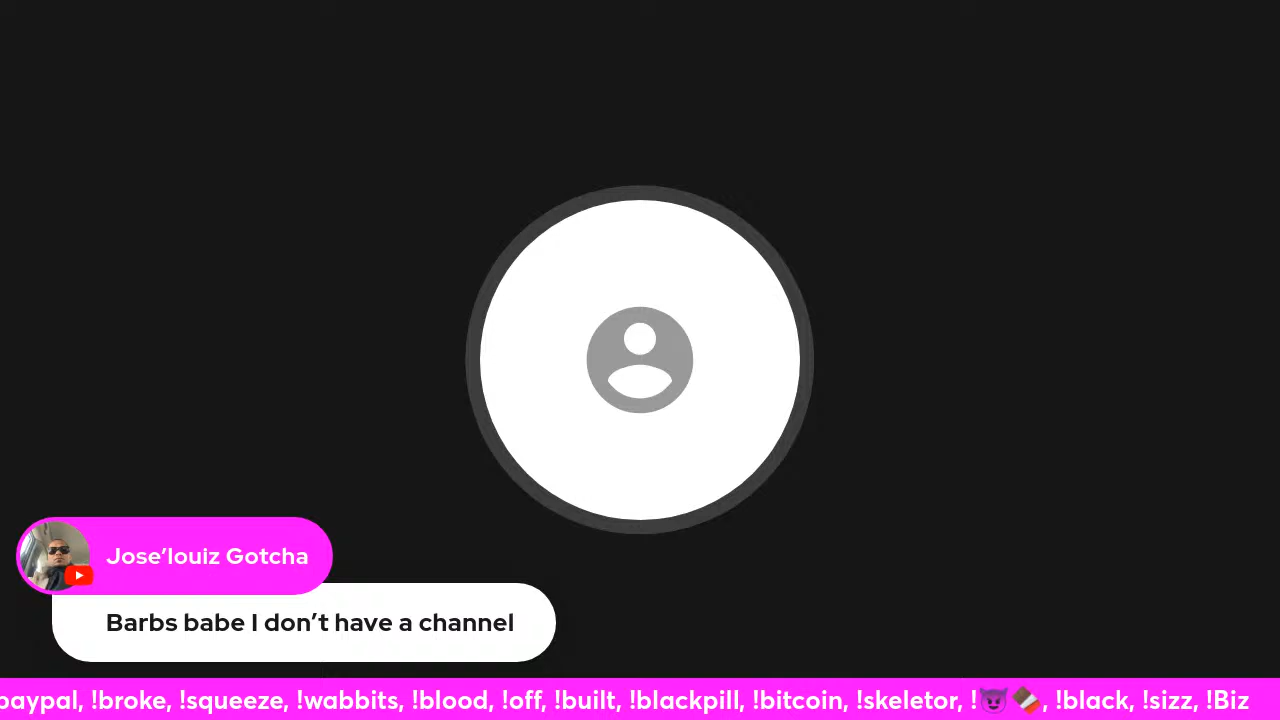 Jose’louiz Gotcha
Barbs babe I don’t have a channel
paypal, !broke, !squeeze, !wabbits, !blood, !off, !built, !blackpill, !bitcoin, !skeletor, !😈🍫, !black, !sizz, !Biz